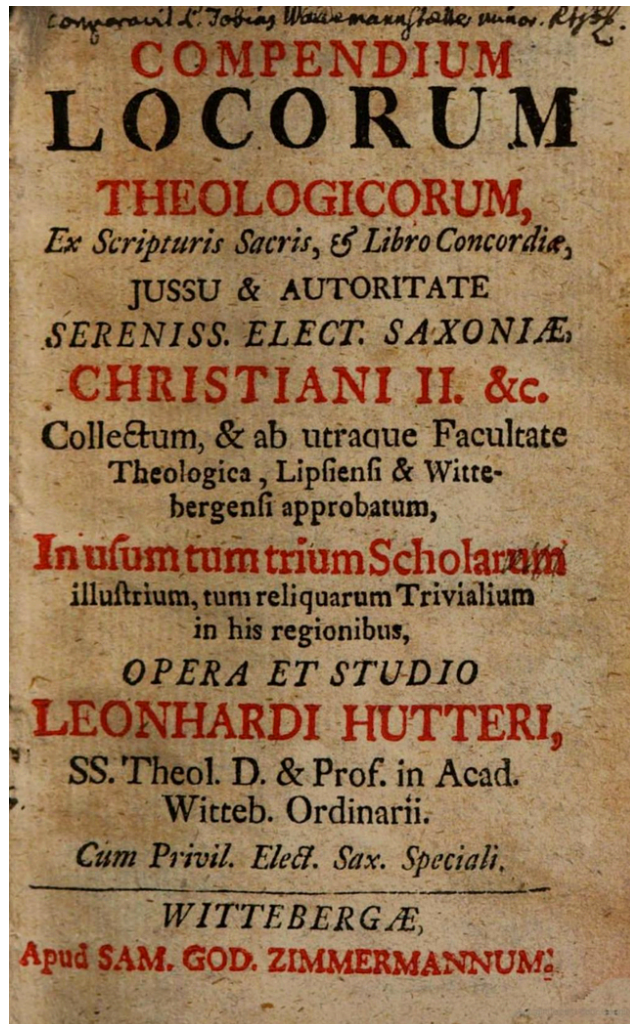 comparavit L. Tobias
COMPENDIUM
LOCORUM
THEOLOGICORUM,
Ex Scripturis Sacris, & Libro Concordiæ,
JUSSU & AUTORITATE
SERENISS. ELECT. SAXONIÆ,
CHRISTIANI II. &c.
Collectum, & ab utraque Facultate
Theologica, Lipſienſi & Witte-
bergenſi approbatum,
In uſum tum trium Scholarum
illuſtrium, tum reliquarum Trivialium
in his regionibus,
OPERA ET STUDIO
LEONHARDI HUTTERI,
SS. Theol. D. & Prof. in Acad.
Witteb. Ordinarii.
Cum Privil. Elect. Sax. Speciali.
WITTEBERGÆ,
Apud SAM. GOD. ZIMMERMANNUM.